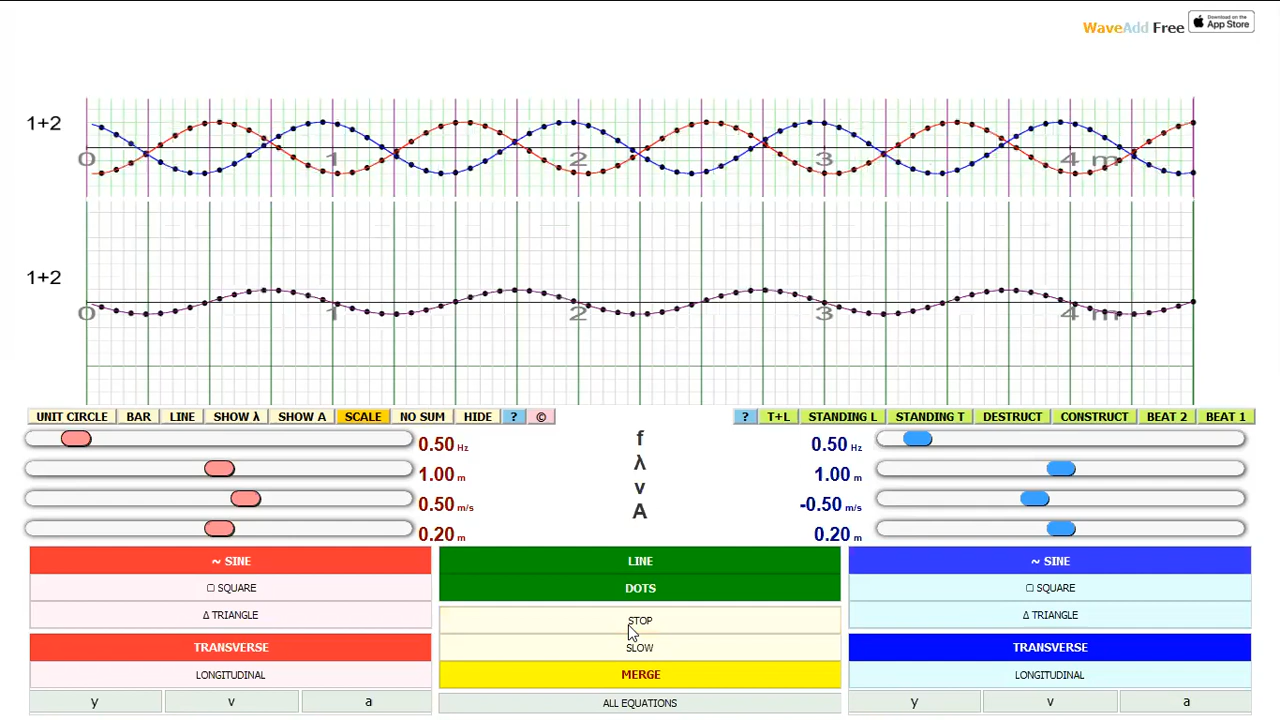 WaveAdd Free Download on the App Store
1+2
0 1 2 3 4 m
1+2
0 1 2 3 4 m
UNIT CIRCLE BAR LINE SHOW λ SHOW A SCALE NO SUM HIDE ? © ? T+L STANDING L STANDING T DESTRUCT CONSTRUCT BEAT 2 BEAT 1
0.50 Hz f 0.50 Hz
1.00 m λ 1.00 m
0.50 m/s v -0.50 m/s
0.20 m A 0.20 m
~ SINE LINE ~ SINE
▢ SQUARE DOTS ▢ SQUARE
Δ TRIANGLE STOP Δ TRIANGLE
TRANSVERSE SLOW TRANSVERSE
LONGITUDINAL MERGE LONGITUDINAL
y v a ALL EQUATIONS y v a